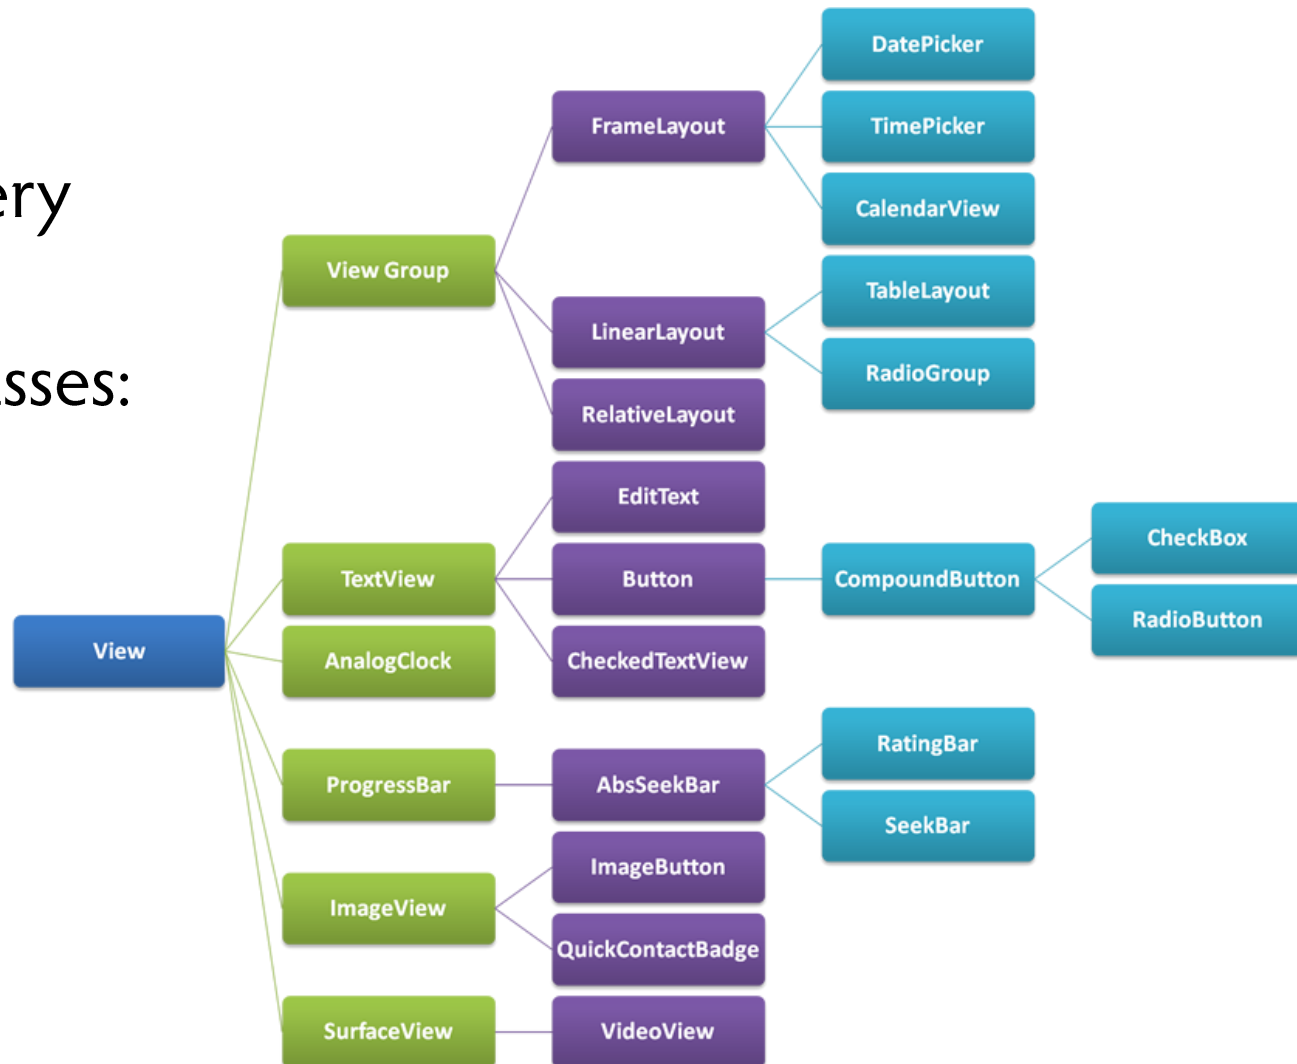 ery
sses:
View
View Group
TextView
AnalogClock
ProgressBar
ImageView
SurfaceView
FrameLayout
LinearLayout
RelativeLayout
EditText
Button
CheckedTextView
AbsSeekBar
ImageButton
QuickContactBadge
VideoView
DatePicker
TimePicker
CalendarView
TableLayout
RadioGroup
CompoundButton
RatingBar
SeekBar
CheckBox
RadioButton